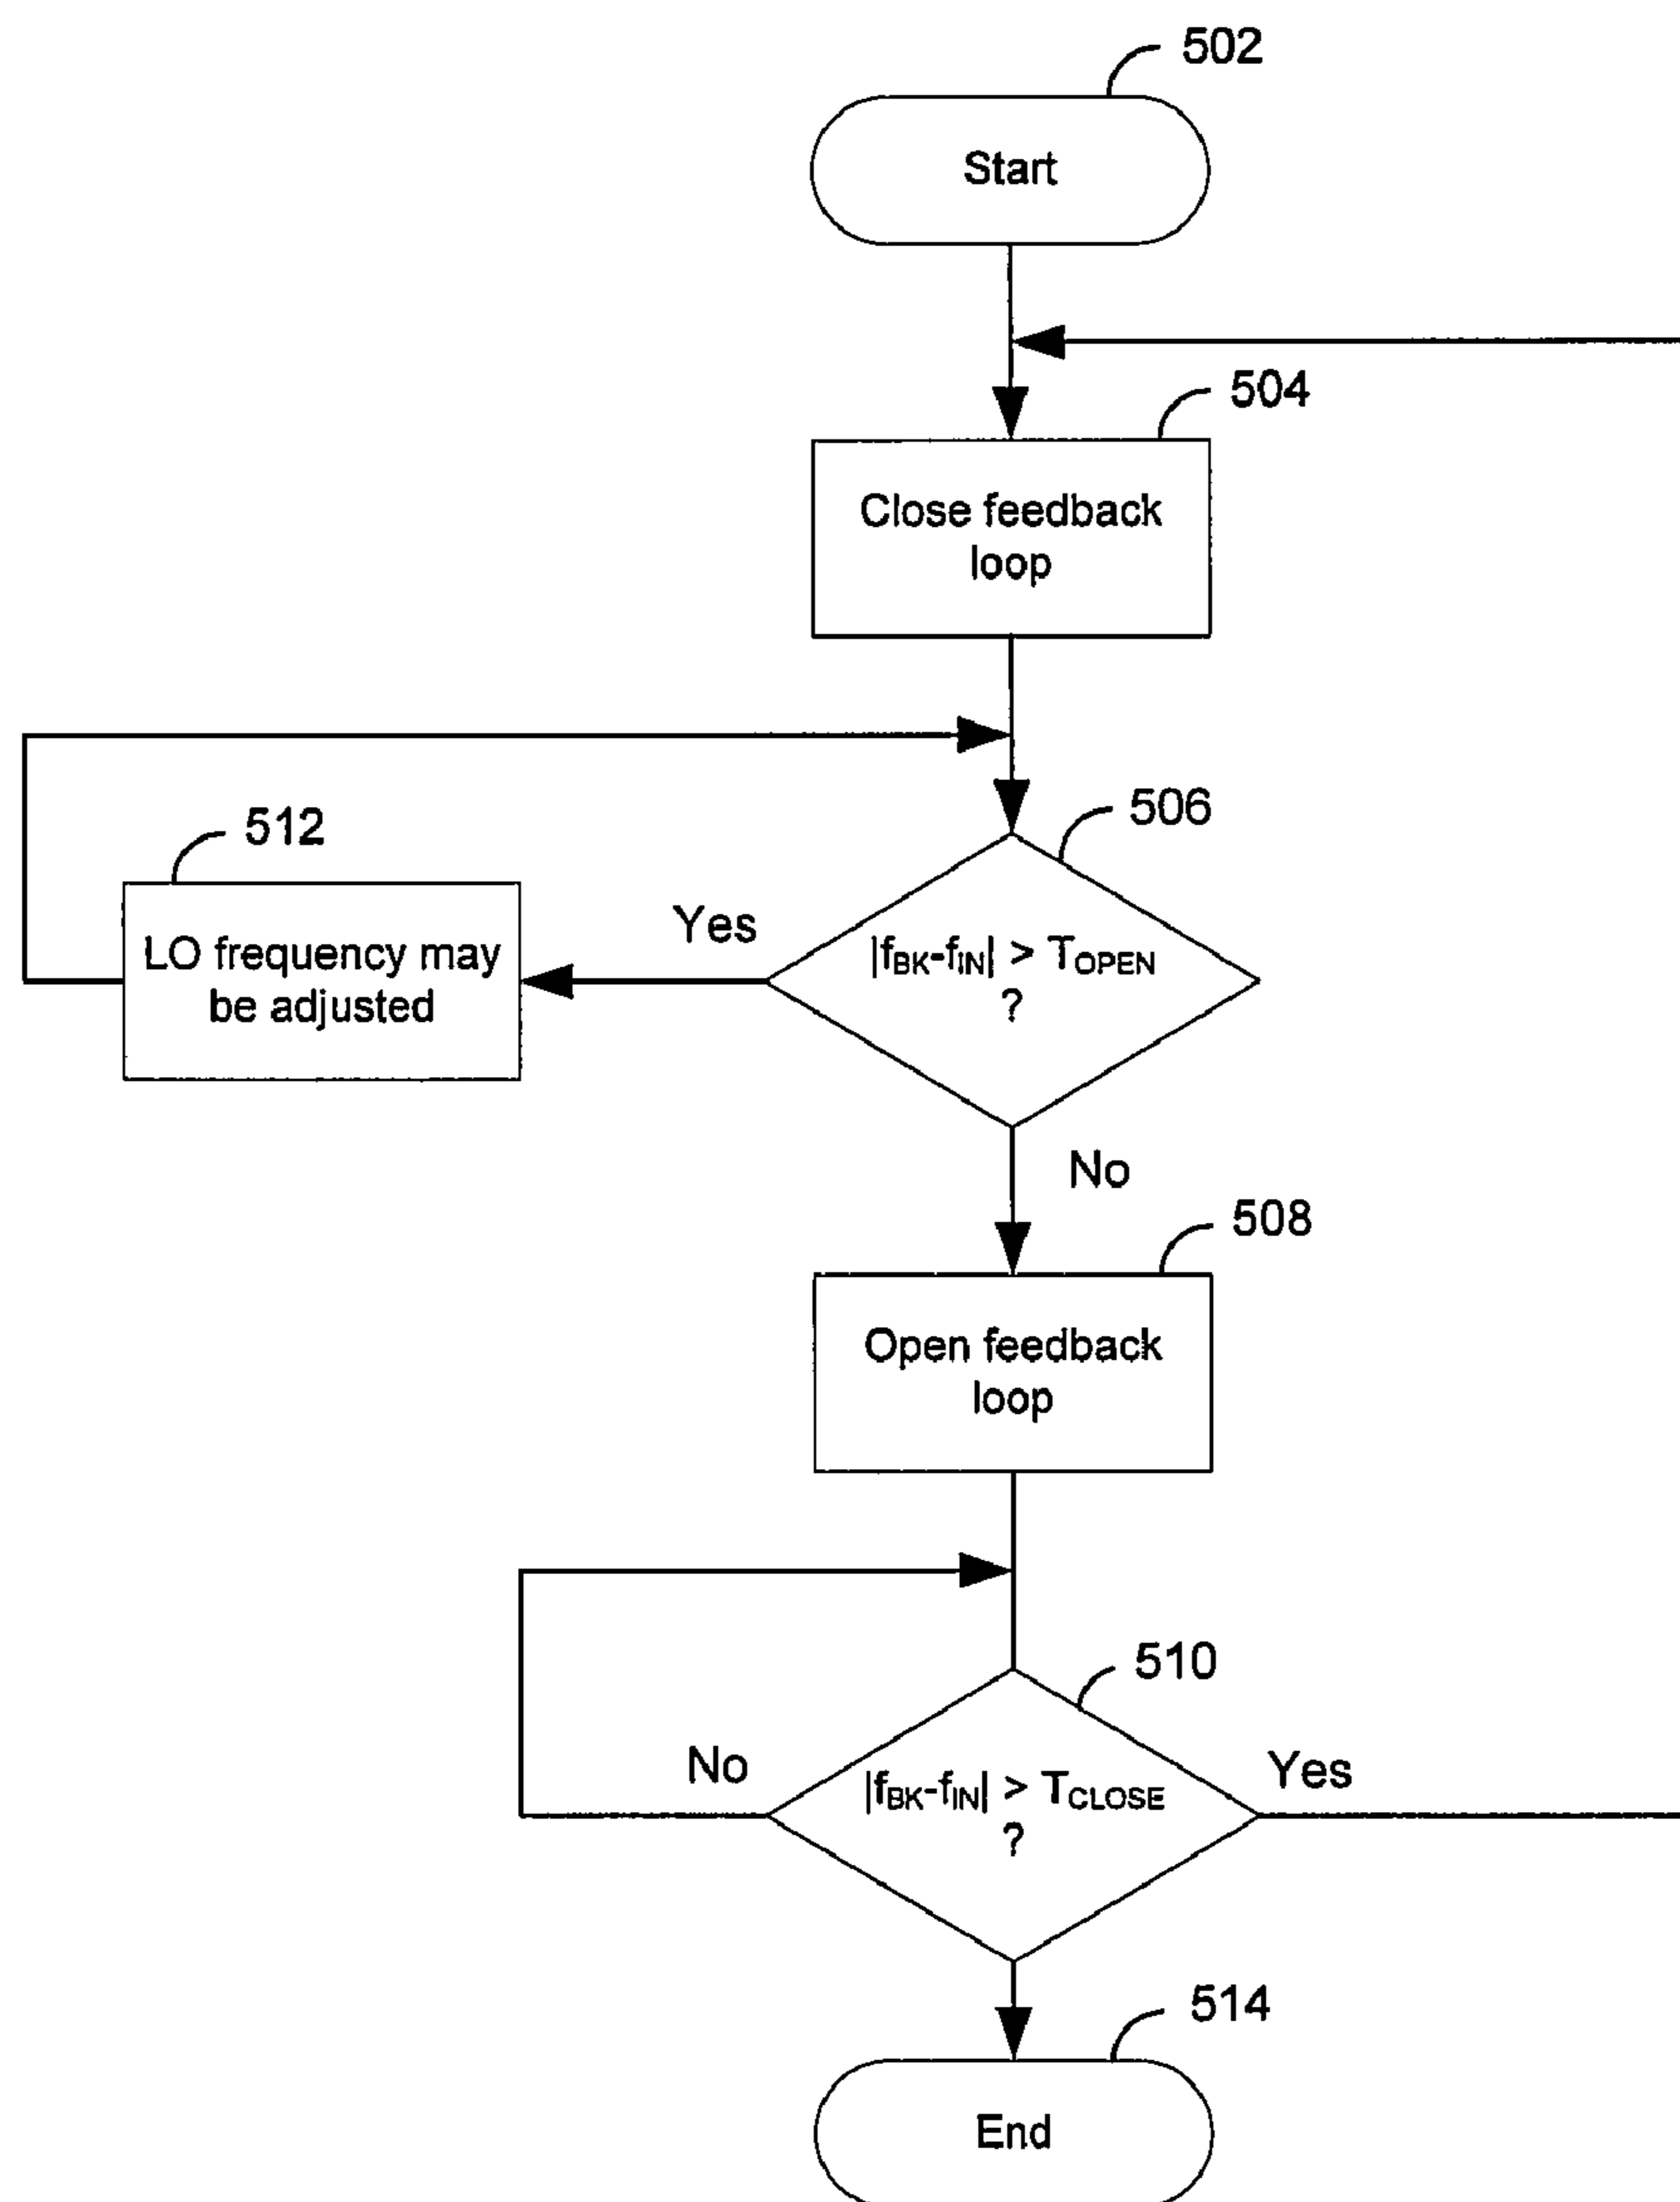 502
Start
504
Close feedback
loop
506
512
Yes
|fBK-fIN| > TOPEN
?
LO frequency may
be adjusted
No
508
Open feedback
loop
510
No
|fBK-fIN| > TCLOSE
?
Yes
514
End